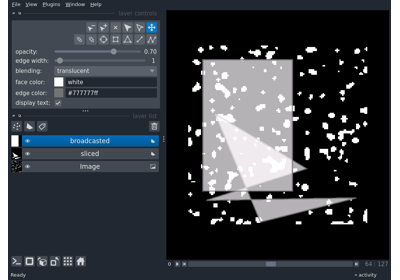 File View Plugins Window Help
layer controls
opacity: 0.70
edge width: 1
blending: translucent
face color: white
edge color: #777777ff
display text:
layer list
broadcasted
sliced
Image
64 | 127
activity